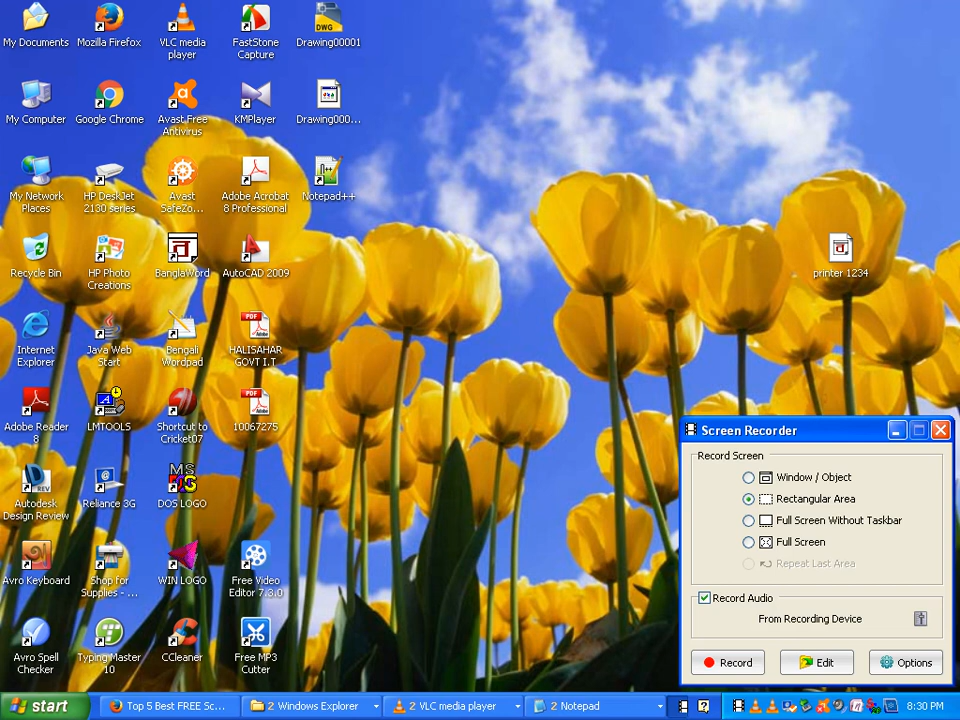 My Documents
Mozilla Firefox
VLC media
player
FastStone
Capture
DWG
Drawing00001
My Computer
Google Chrome
Avast Free
Antivirus
KMPlayer
Drawing000...
My Network
Places
HP DeskJet
2130 series
Avast
SafeZo...
Adobe Acrobat
8 Professional
Notepad++
Recycle Bin
HP Photo
Creations
BanglaWord
AutoCAD 2009
printer 1234
Internet
Explorer
Java Web
Start
Bengali
Wordpad
PDF
HALISAHAR
GOVT I.T
Adobe Reader
8
LMTOOLS
Shortcut to
Cricket07
PDF
10067275
Autodesk
Design Review
Reliance 3G
MS
DOS LOGO
Avro Keyboard
Shop for
Supplies - ...
WIN LOGO
Free Video
Editor 7.3.0
Avro Spell
Checker
Typing Master
10
CCleaner
Free MP3
Cutter
Screen Recorder
Record Screen
Window / Object
Rectangular Area
Full Screen Without Taskbar
Full Screen
Repeat Last Area
Record Audio
From Recording Device
Record
Edit
Options
start
Top 5 Best FREE Sc...
2 Windows Explorer
2 VLC media player
2 Notepad
8:30 PM